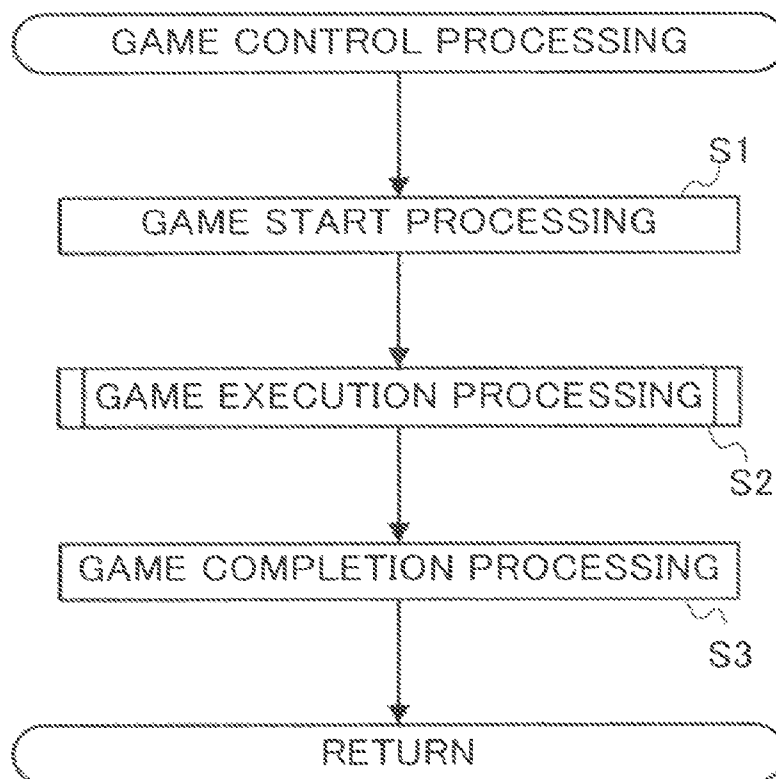 GAME CONTROL PROCESSING
S1
GAME START PROCESSING
GAME EXECUTION PROCESSING
S2
GAME COMPLETION PROCESSING
S3
RETURN